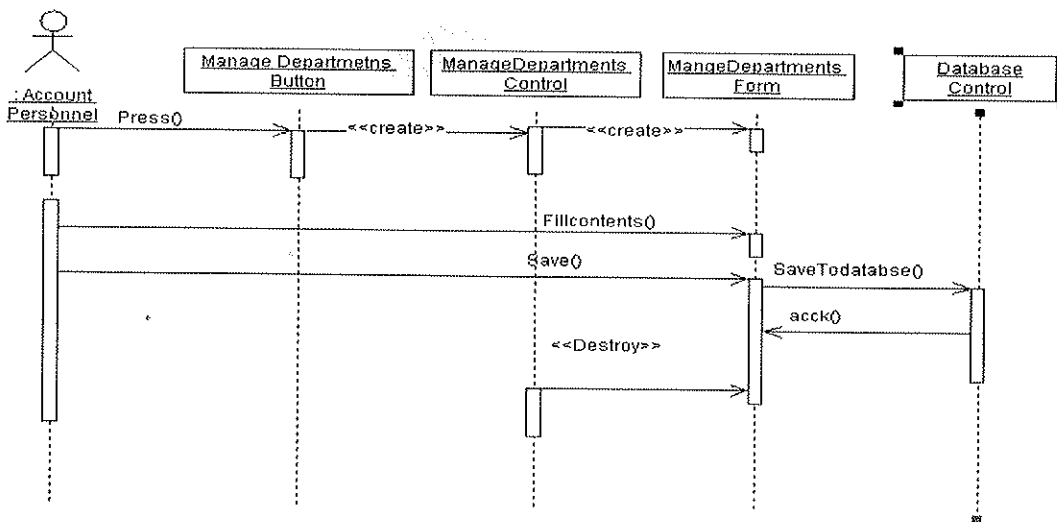 : Account
Personnel
Manage Departmetns
Button
ManageDepartments
Control
MangeDepartments
Form
Database
Control
Press()
<<create>>
<<create>>
Fillcontents()
Save()
SaveTodatabse()
acck()
<<Destroy>>